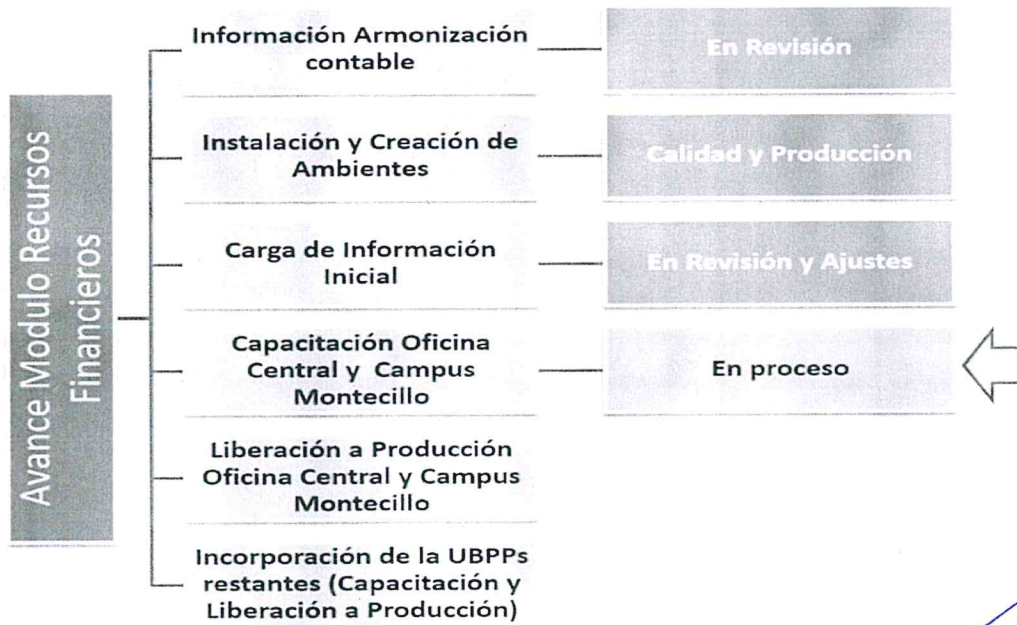 Avance Modulo Recursos
Financieros
Información Armonización
contable
En Revisión
Instalación y Creación de
Ambientes
Calidad y Producción
Carga de Información
Inicial
En Revisión y Ajustes
Capacitación Oficina
Central y Campus
Montecillo
En proceso
Liberación a Producción
Oficina Central y Campus
Montecillo
Incorporación de la UBPPs
restantes (Capacitación y
Liberación a Producción)